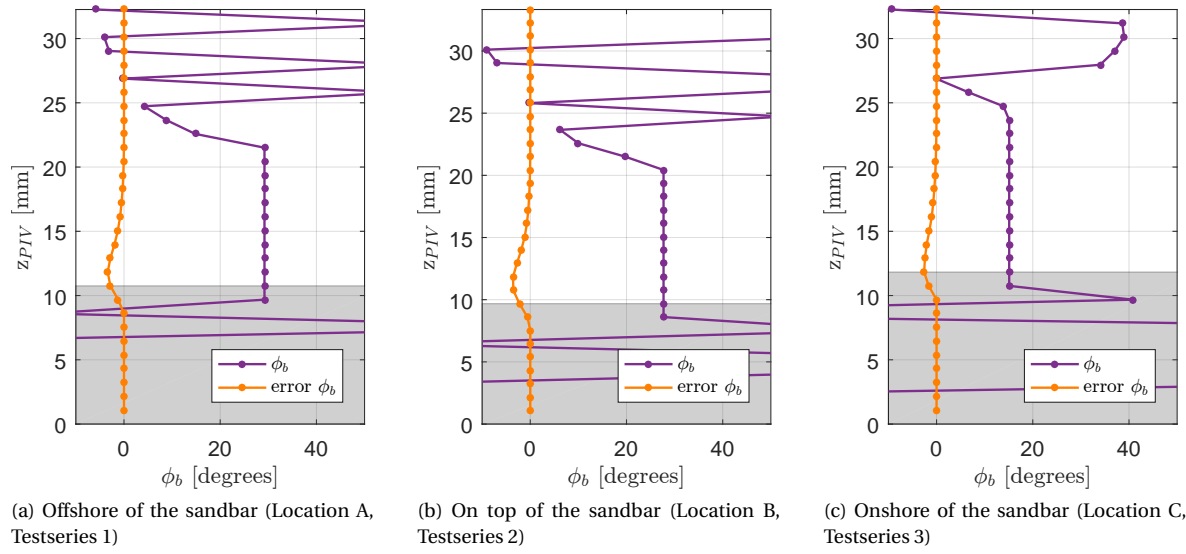 30
25
20
15
10
5
0
z_PIV [mm]
ϕ_b
error ϕ_b
0 20 40
ϕ_b [degrees]
(a) Offshore of the sandbar (Location A,
Testseries 1)
30
25
20
15
10
5
0
z_PIV [mm]
ϕ_b
error ϕ_b
0 20 40
ϕ_b [degrees]
(b) On top of the sandbar (Location B,
Testseries 2)
30
25
20
15
10
5
0
z_PIV [mm]
ϕ_b
error ϕ_b
0 20 40
ϕ_b [degrees]
(c) Onshore of the sandbar (Location C,
Testseries 3)